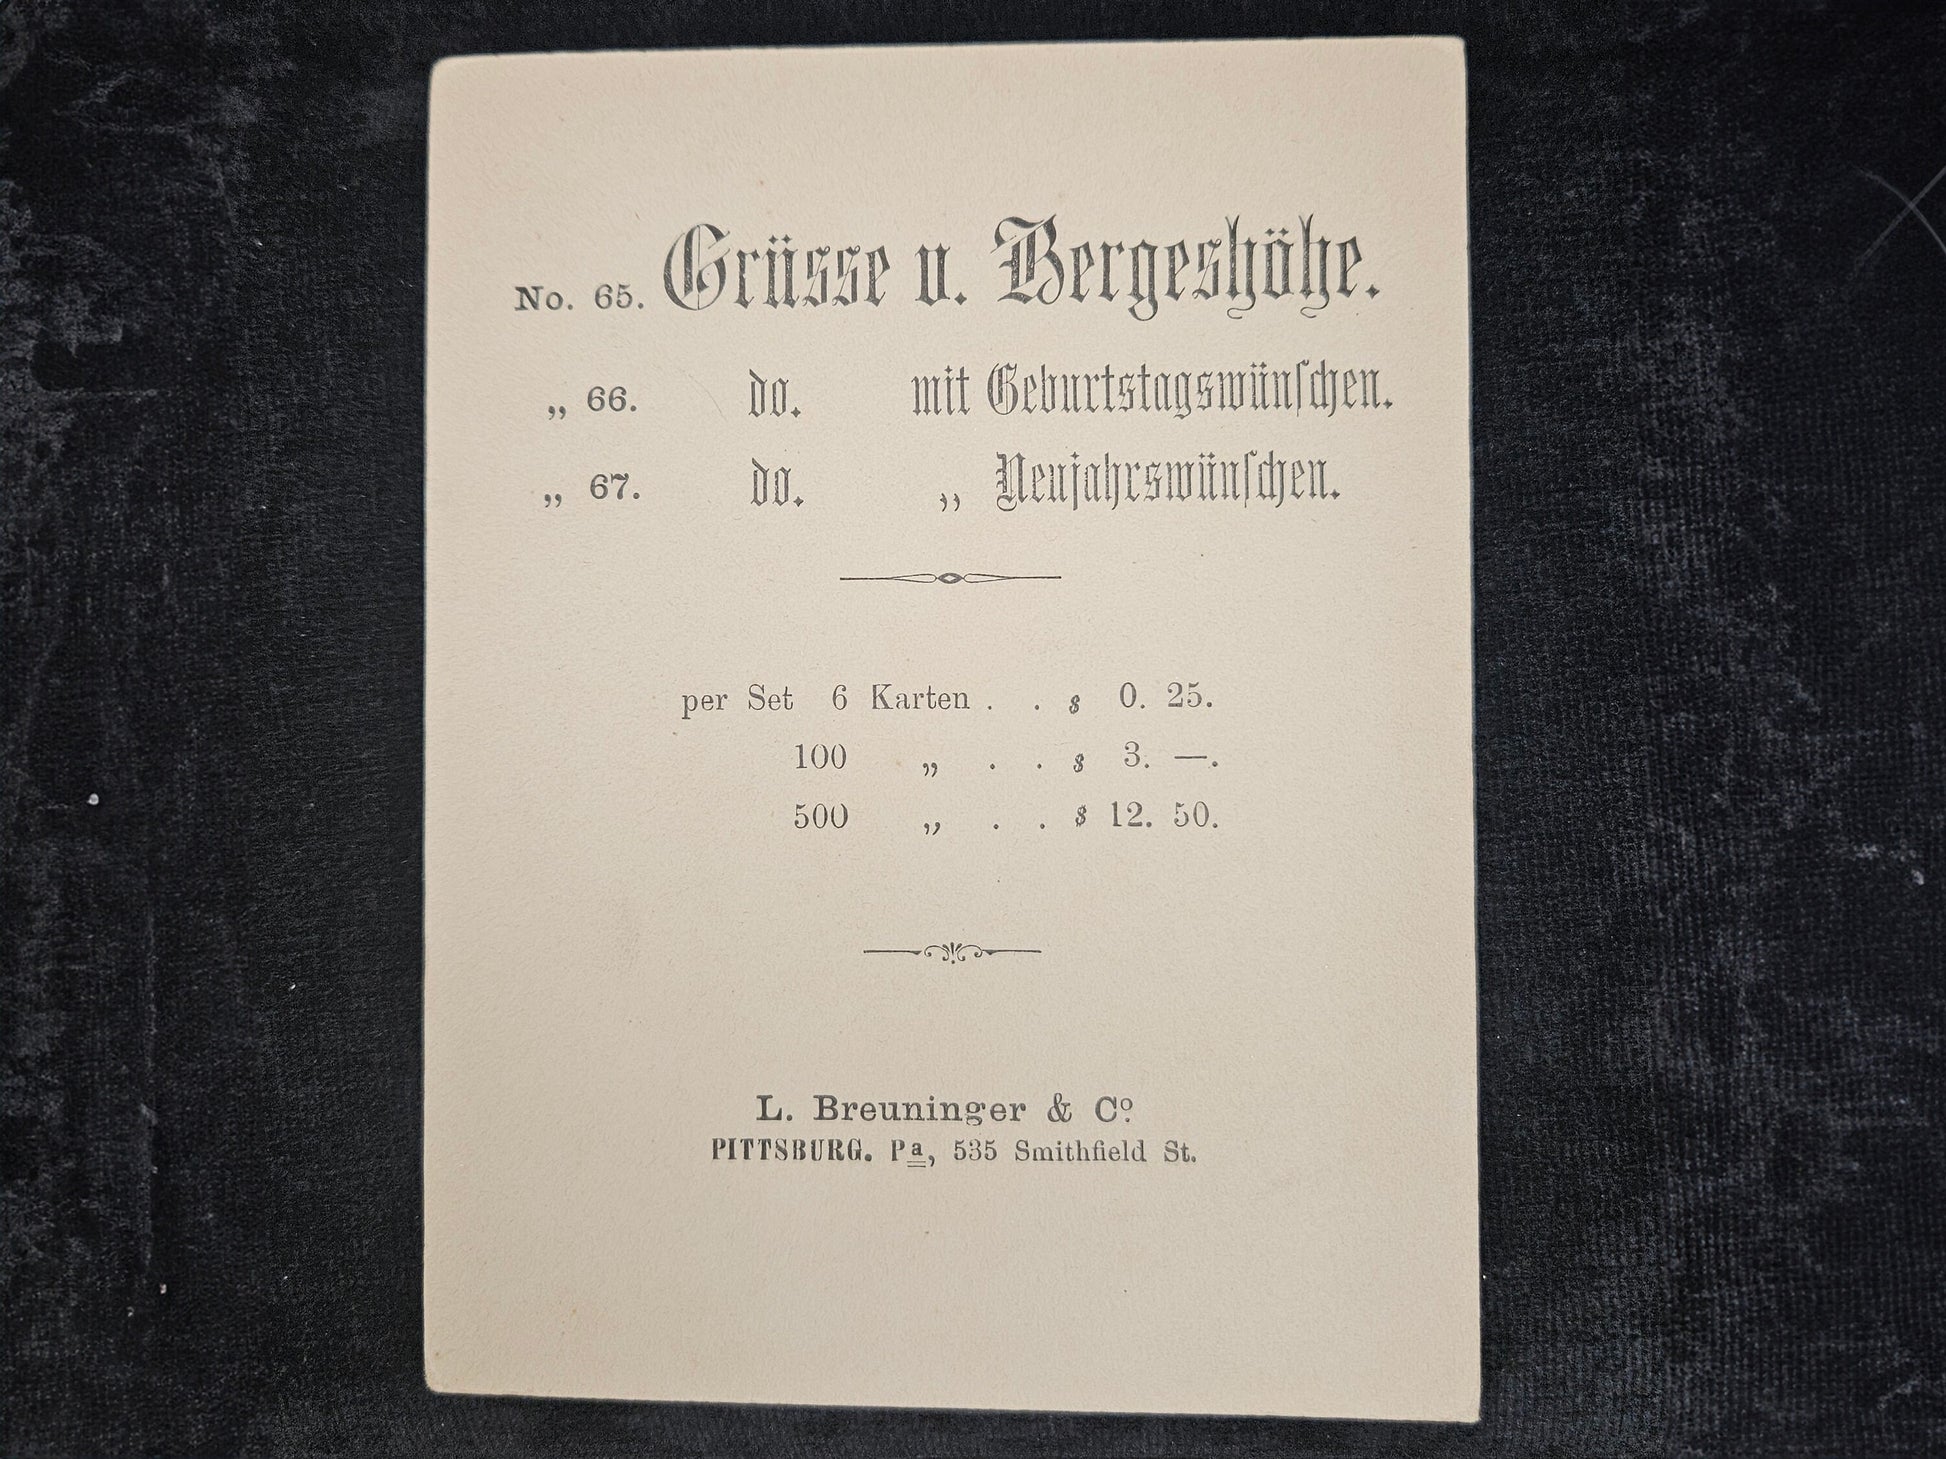 No. 65. Grüsse v. Bergeshöhe.
„ 66. do. mit Geburtstagswünschen.
„ 67. do. „ Neujahrswünschen.
per Set 6 Karten . . $ 0. 25.
100 „ . . $ 3. —.
500 „ . . $ 12. 50.
L. Breuninger & Cº
PITTSBURG. Pa, 535 Smithfield St.